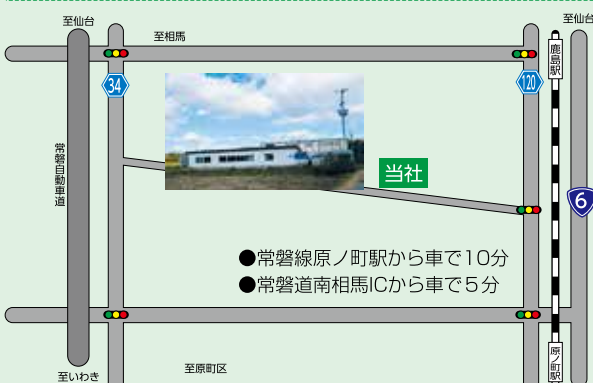 至仙台
至仙台
至相馬
鹿島駅
34
120
常磐自動車道
当社
6
●常磐線原ノ町駅から車で10分
●常磐道南相馬ICから車で5分
至いわき
至原町区
原ノ町駅